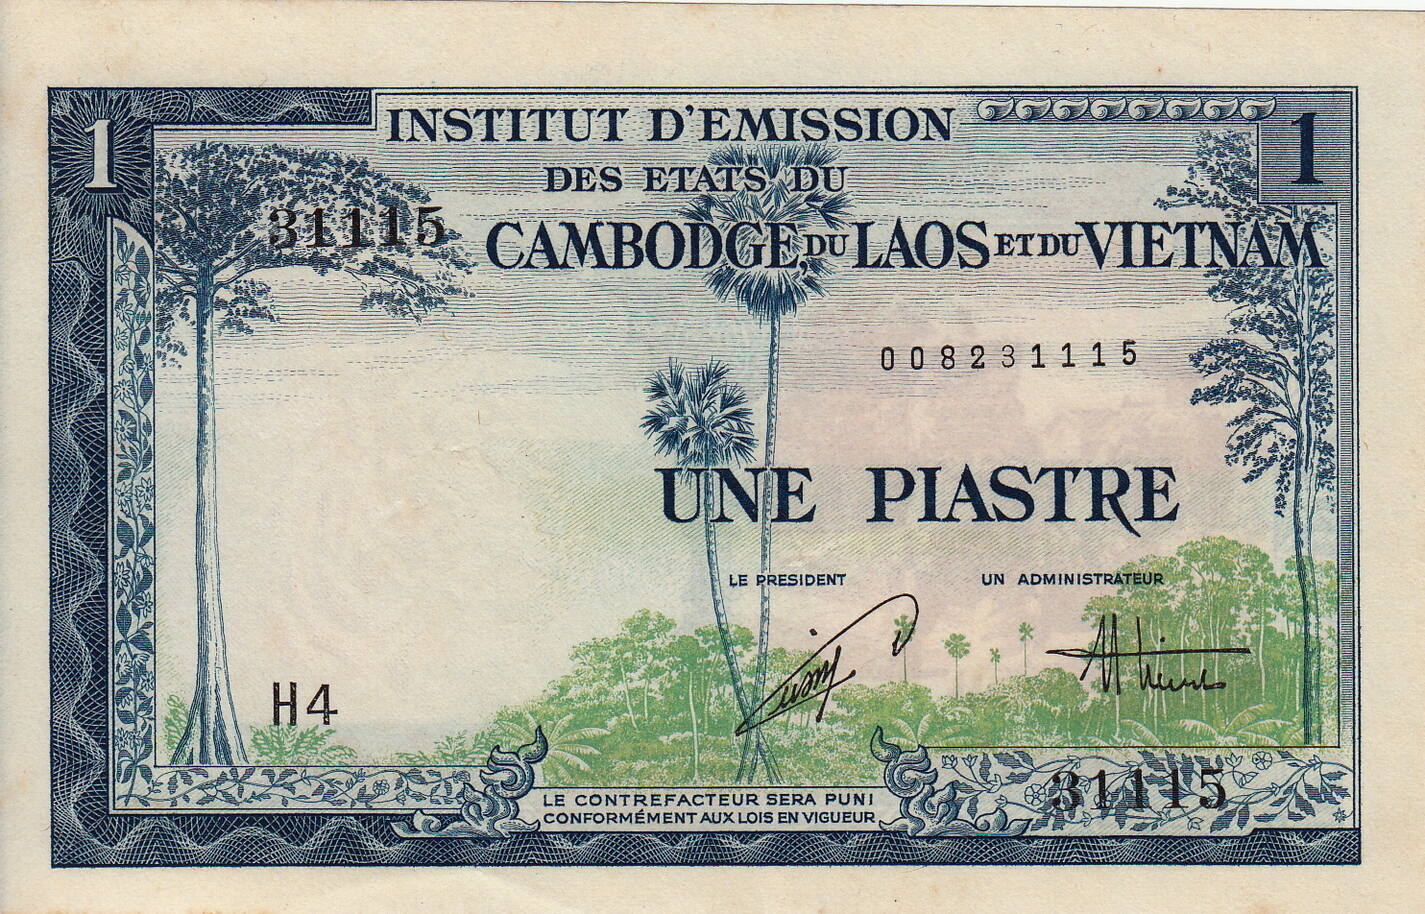 1
INSTITUT D'EMISSION
1
DES ETATS DU
31115
CAMBODGE, DU LAOS ET DU VIETNAM
008231115
UNE PIASTRE
LE PRESIDENT
UN ADMINISTRATEUR
H4
31115
LE CONTREFACTEUR SERA PUNI
CONFORMÉMENT AUX LOIS EN VIGUEUR